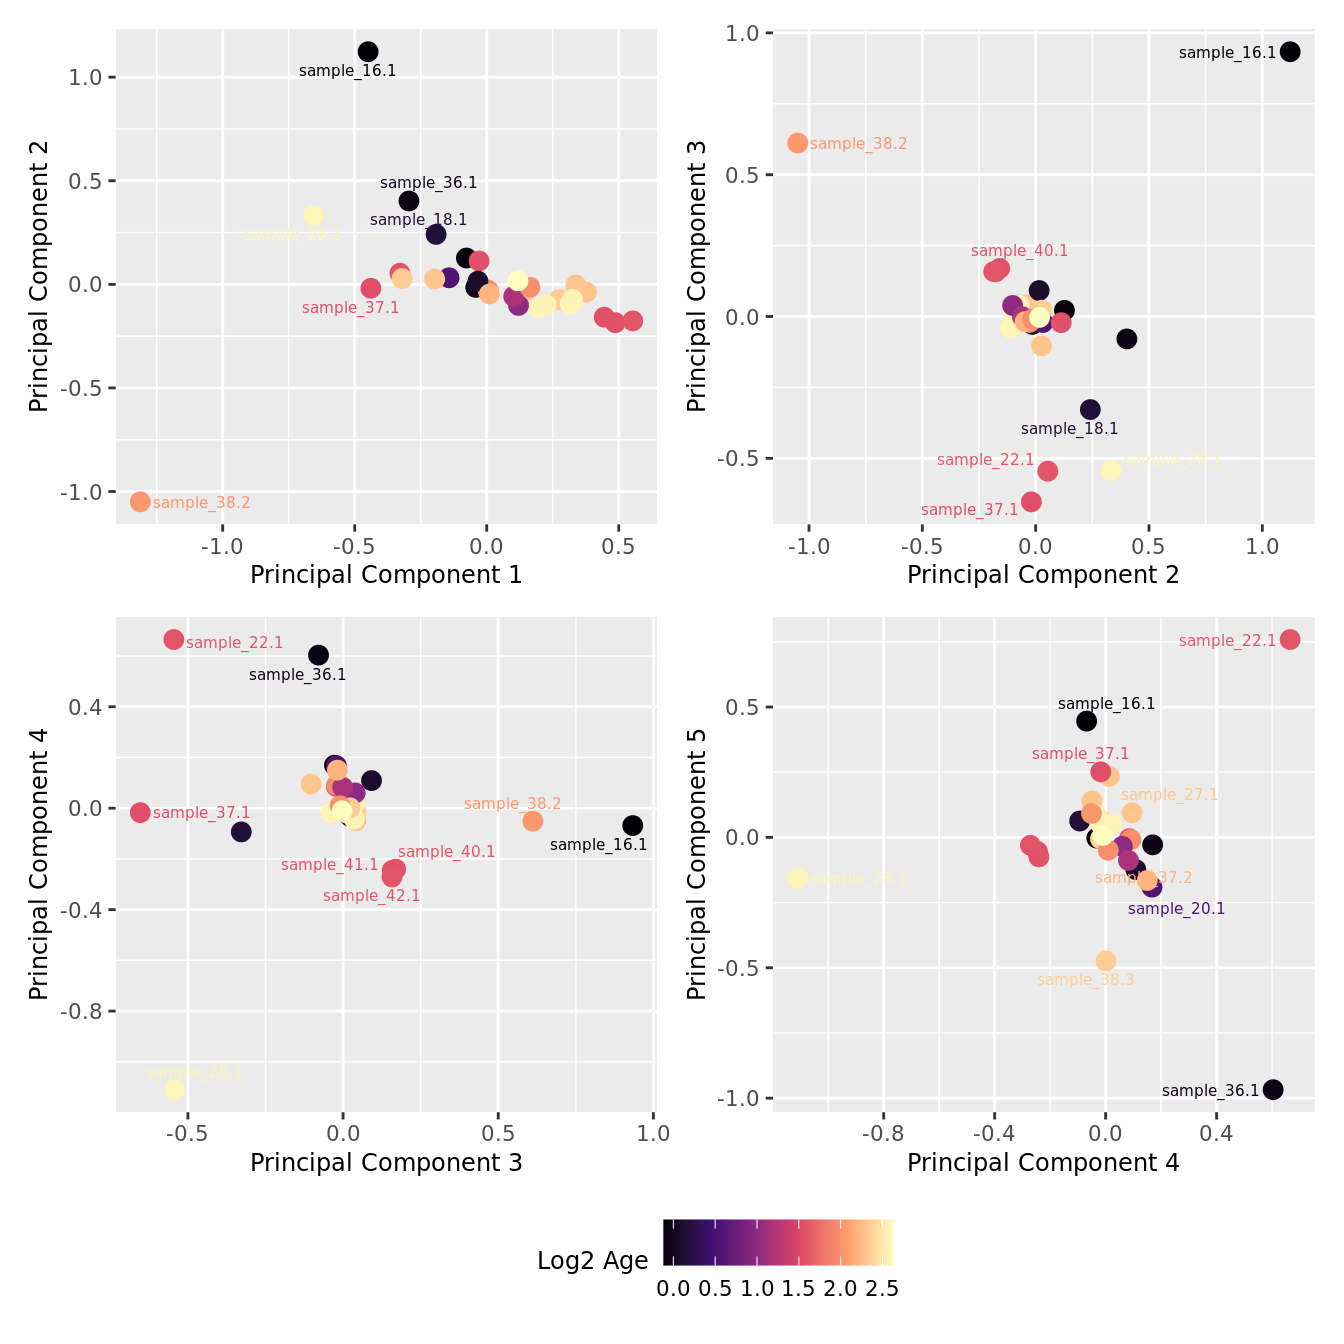 Principal Component 2
1.0
0.5
0.0
-0.5
-1.0
sample_16.1
sample_36.1
sample_18.1
sample_28.1
sample_37.1
sample_38.2
-1.0 -0.5 0.0 0.5
Principal Component 1
Principal Component 3
1.0
0.5
0.0
-0.5
sample_16.1
sample_38.2
sample_40.1
sample_18.1
sample_22.1
sample_28.1
sample_37.1
-1.0 -0.5 0.0 0.5 1.0
Principal Component 2
Principal Component 4
0.4
0.0
-0.4
-0.8
sample_22.1
sample_36.1
sample_38.2
sample_37.1
sample_16.1
sample_40.1
sample_41.1
sample_42.1
sample_28.1
-0.5 0.0 0.5 1.0
Principal Component 3
Principal Component 5
0.5
0.0
-0.5
-1.0
sample_22.1
sample_16.1
sample_37.1
sample_27.1
sample_28.1
sample_37.2
sample_20.1
sample_38.3
sample_36.1
-0.8 -0.4 0.0 0.4
Principal Component 4
Log2 Age
0.0 0.5 1.0 1.5 2.0 2.5